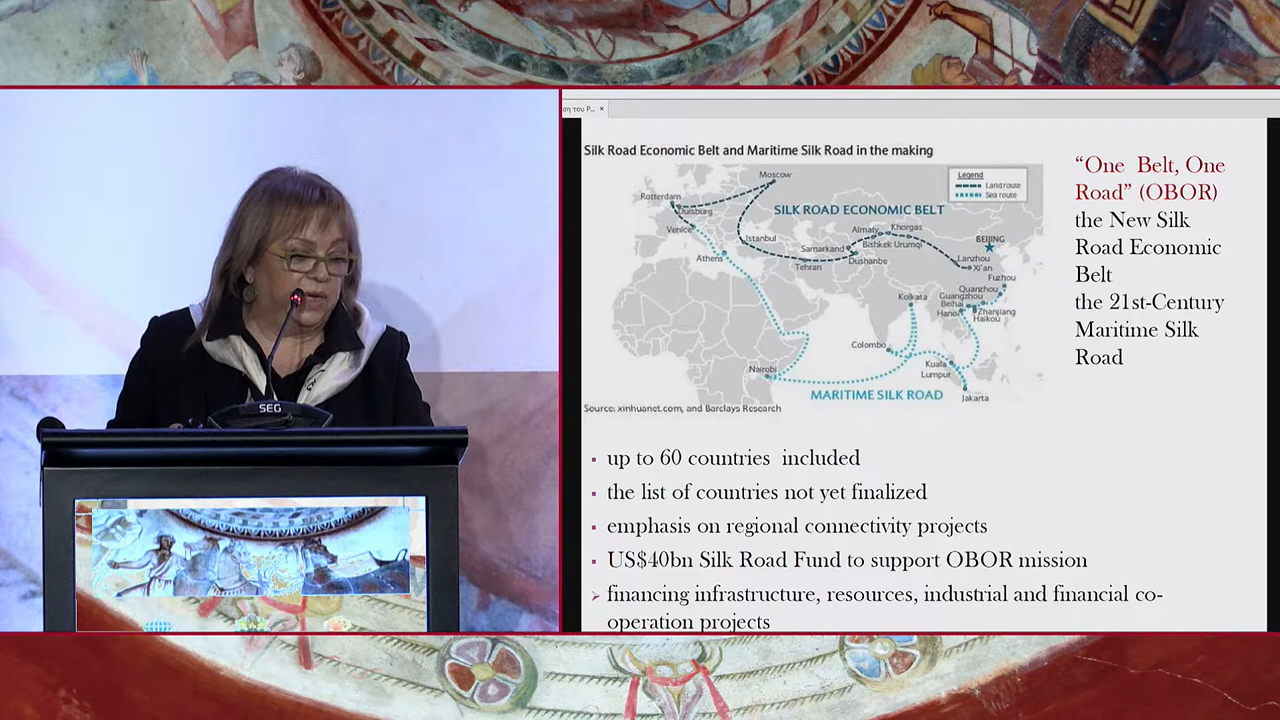 ση του Ρ... ×
Silk Road Economic Belt and Maritime Silk Road in the making
Moscow
Legend
Land route
Sea route
Rotterdam
Duisburg
SILK ROAD ECONOMIC BELT
Venice
Almaty
Khorgas
Istanbul
Samarkand
Bishkek
Urumqi
BEIJING
Athens
Lanzhou
Tehran
Dushanbe
Xi'an
Fuzhou
Quanzhou
Kolkata
Guangzhou
Beihai
Hanoi
Zhanjiang
Haikou
Colombo
Nairobi
Kuala
Lumpur
MARITIME SILK ROAD
Jakarta
Source: xinhuanet.com, and Barclays Research
“One Belt, One
Road” (OBOR)
the New Silk
Road Economic
Belt
the 21st-Century
Maritime Silk
Road
▪ up to 60 countries included
▪ the list of countries not yet finalized
▪ emphasis on regional connectivity projects
▪ US$40bn Silk Road Fund to support OBOR mission
➢ financing infrastructure, resources, industrial and financial co-
operation projects
SEG